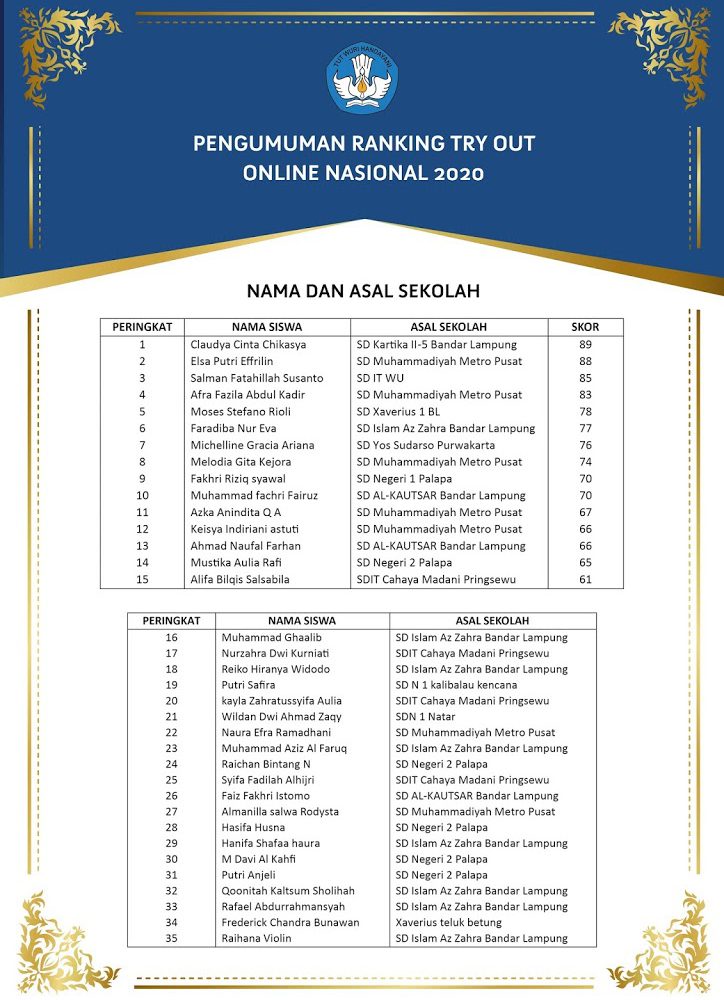 TUT WURI HANDAYANI
PENGUMUMAN RANKING TRY OUT
ONLINE NASIONAL 2020
NAMA DAN ASAL SEKOLAH
PERINGKAT NAMA SISWA ASAL SEKOLAH SKOR
1 Claudya Cinta Chikasya SD Kartika II-5 Bandar Lampung 89
2 Elsa Putri Effrilin SD Muhammadiyah Metro Pusat 88
3 Salman Fatahillah Susanto SD IT WU 85
4 Afra Fazila Abdul Kadir SD Muhammadiyah Metro Pusat 83
5 Moses Stefano Rioli SD Xaverius 1 BL 78
6 Faradiba Nur Eva SD Islam Az Zahra Bandar Lampung 77
7 Michelline Gracia Ariana SD Yos Sudarso Purwakarta 76
8 Melodia Gita Kejora SD Muhammadiyah Metro Pusat 74
9 Fakhri Riziq syawal SD Negeri 1 Palapa 70
10 Muhammad fachri Fairuz SD AL-KAUTSAR Bandar Lampung 70
11 Azka Anindita Q A SD Muhammadiyah Metro Pusat 67
12 Keisya Indiriani astuti SD Muhammadiyah Metro Pusat 66
13 Ahmad Naufal Farhan SD AL-KAUTSAR Bandar Lampung 66
14 Mustika Aulia Rafi SD Negeri 2 Palapa 65
15 Alifa Bilqis Salsabila SDIT Cahaya Madani Pringsewu 61
PERINGKAT NAMA SISWA ASAL SEKOLAH
16 Muhammad Ghaalib SD Islam Az Zahra Bandar Lampung
17 Nurzahra Dwi Kurniati SDIT Cahaya Madani Pringsewu
18 Reiko Hiranya Widodo SD Islam Az Zahra Bandar Lampung
19 Putri Safira SD N 1 kalibalau kencana
20 kayla Zahratussyifa Aulia SDIT Cahaya Madani Pringsewu
21 Wildan Dwi Ahmad Zaqy SDN 1 Natar
22 Naura Efra Ramadhani SD Muhammadiyah Metro Pusat
23 Muhammad Aziz Al Faruq SD Islam Az Zahra Bandar Lampung
24 Raichan Bintang N SD Negeri 2 Palapa
25 Syifa Fadilah Alhijri SDIT Cahaya Madani Pringsewu
26 Faiz Fakhri Istomo SD AL-KAUTSAR Bandar Lampung
27 Almanilla salwa Rodysta SD Muhammadiyah Metro Pusat
28 Hasifa Husna SD Negeri 2 Palapa
29 Hanifa Shafaa haura SD Islam Az Zahra Bandar Lampung
30 M Davi Al Kahfi SD Negeri 2 Palapa
31 Putri Anjeli SD Negeri 2 Palapa
32 Qoonitah Kaltsum Sholihah SD Islam Az Zahra Bandar Lampung
33 Rafael Abdurrahmansyah SD Islam Az Zahra Bandar Lampung
34 Frederick Chandra Bunawan Xaverius teluk betung
35 Raihana Violin SD Islam Az Zahra Bandar Lampung